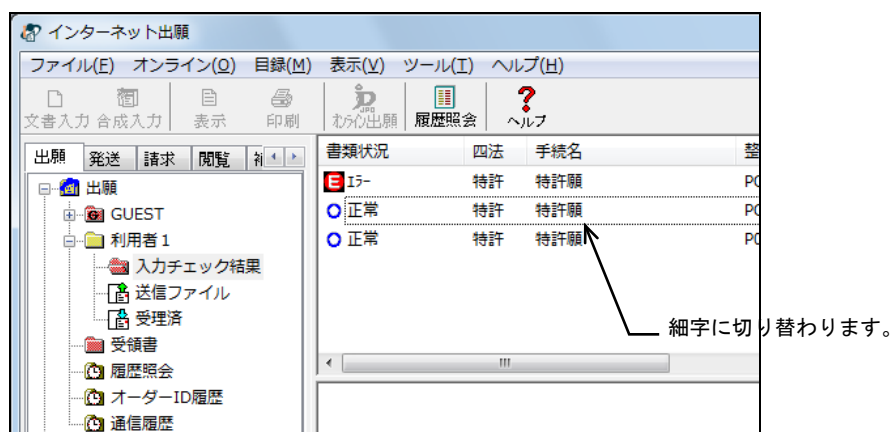 インターネット出願
ファイル(F) オンライン(O) 目録(M) 表示(V) ツール(T) ヘルプ(H)
文書入力 合成入力 表示 印刷 わらべ出願 履歴照会 ヘルプ
出願 発送 請求 閲覧
書類状況 四法 手続名 整
出願
GUEST
利用者1
入力チェック結果
送信ファイル
受理済
受領書
履歴照会
オーダーID履歴
通信履歴
エラー 特許 特許願 PO
正常 特許 特許願 PO
正常 特許 特許願 PO
細字に切り替わります。